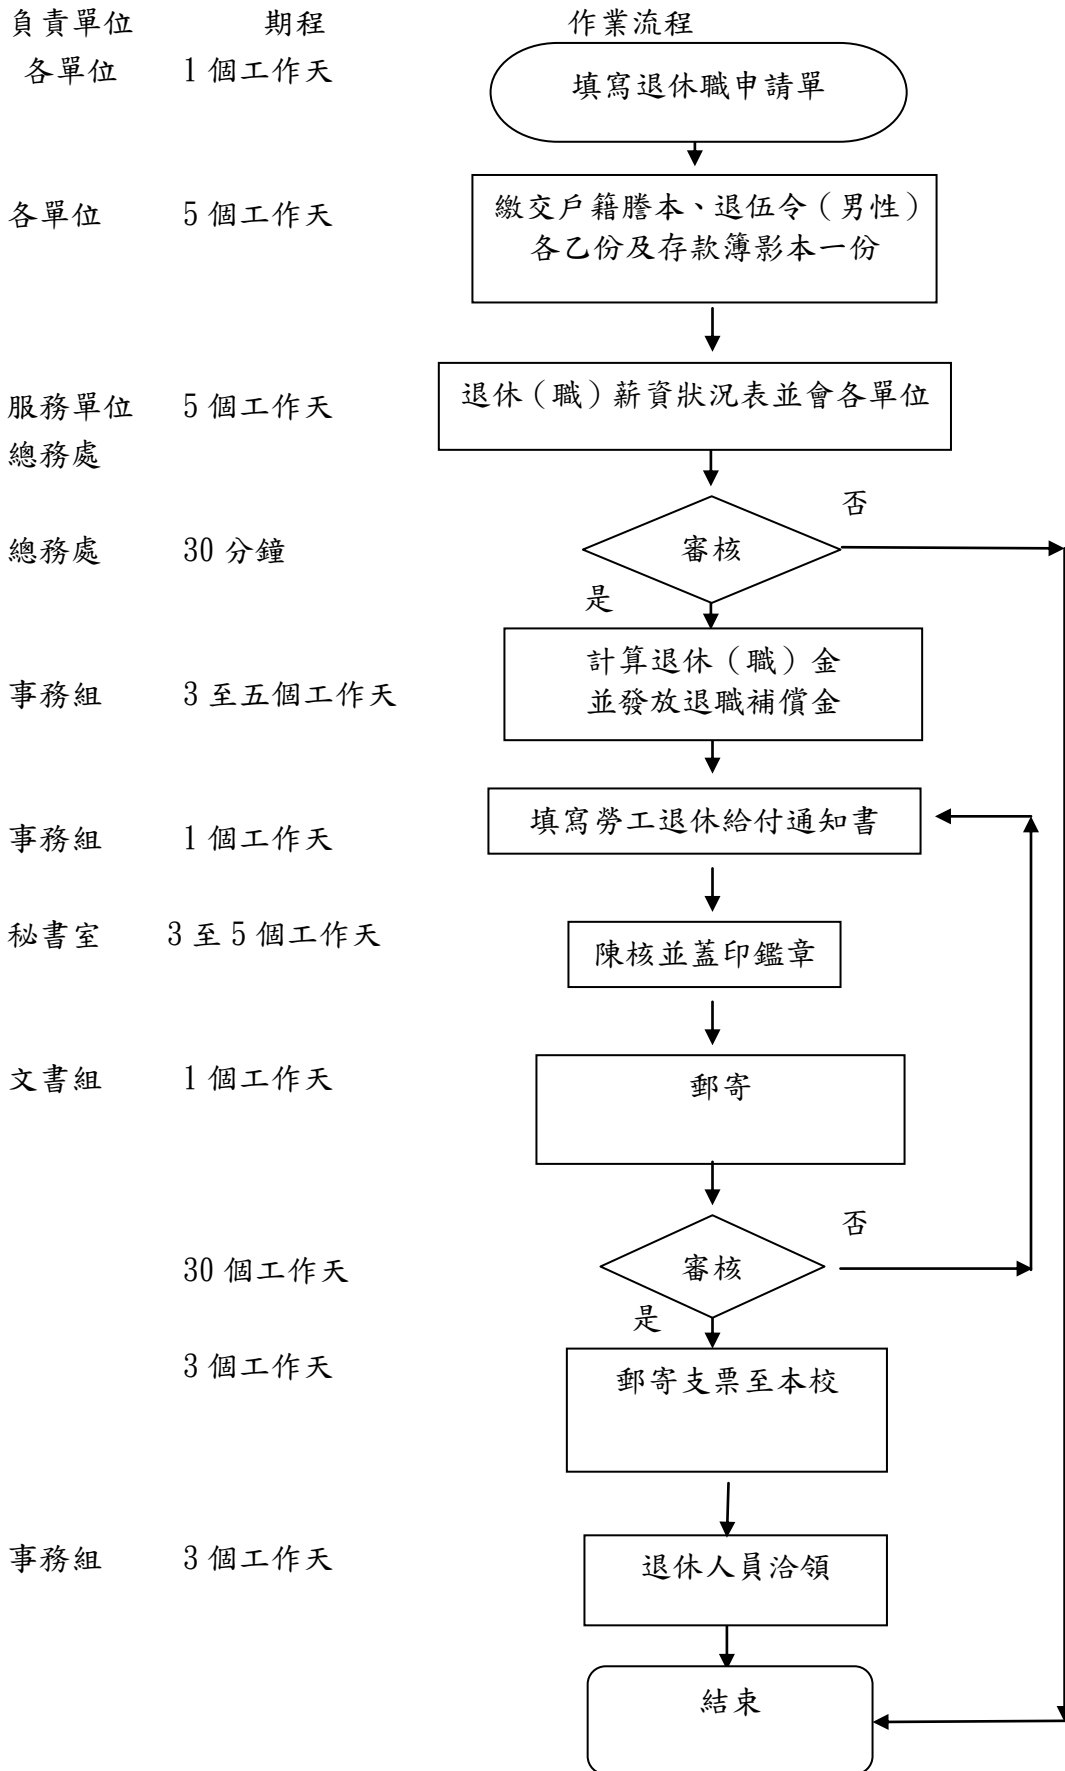 負責單位 期程 作業流程
各單位 1 個工作天 填寫退休職申請單
各單位 5 個工作天 繳交戶籍謄本、退伍令（男性）
各乙份及存款簿影本一份
服務單位 5 個工作天 退休（職）薪資狀況表並會各單位
總務處
否
總務處 30 分鐘 審核
是
計算退休（職）金
事務組 3 至五個工作天 並發放退職補償金
事務組 1 個工作天 填寫勞工退休給付通知書
秘書室 3 至 5 個工作天 陳核並蓋印鑑章
文書組 1 個工作天 郵寄
否
30 個工作天 審核
是
3 個工作天 郵寄支票至本校
事務組 3 個工作天 退休人員洽領
結束